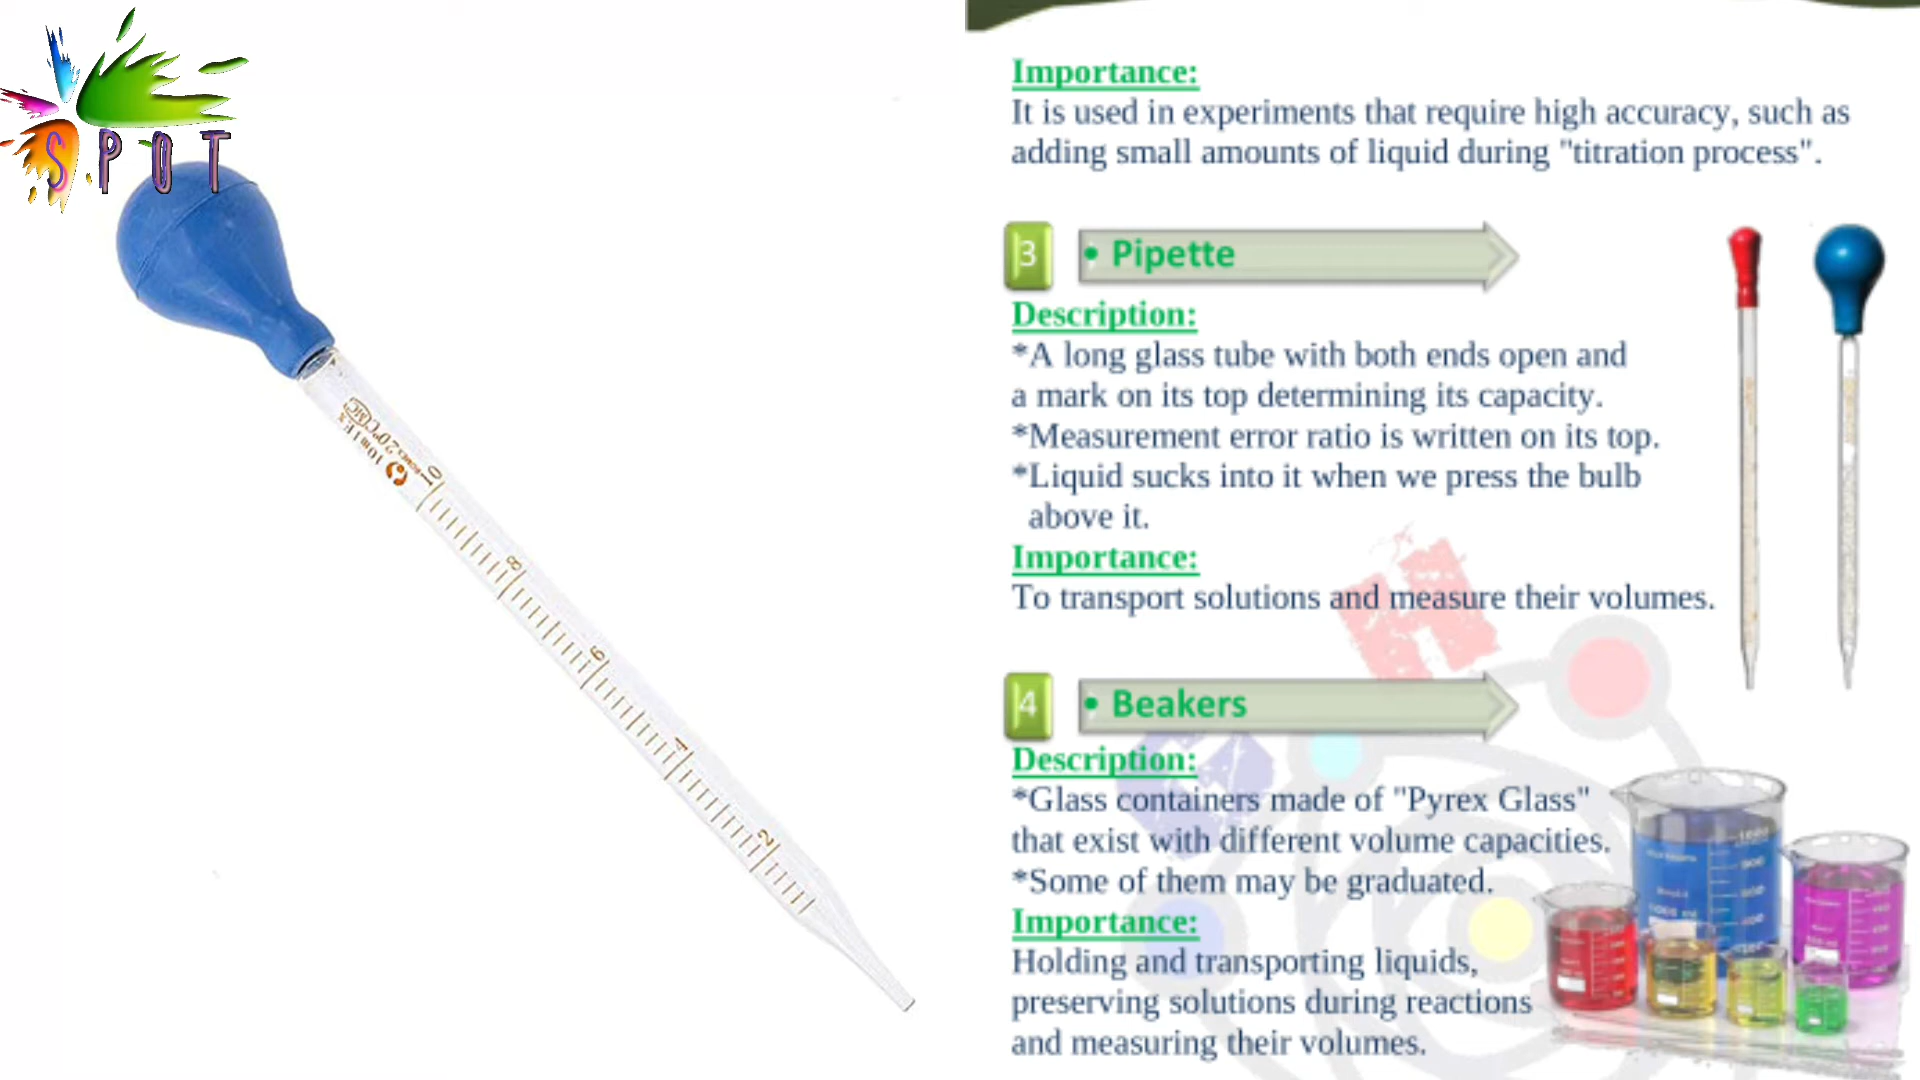 SPOT
10
8
6
4
2
Importance:
It is used in experiments that require high accuracy, such as
adding small amounts of liquid during "titration process".
3
• Pipette
Description:
*A long glass tube with both ends open and
a mark on its top determining its capacity.
*Measurement error ratio is written on its top.
*Liquid sucks into it when we press the bulb
above it.
Importance:
To transport solutions and measure their volumes.
4
• Beakers
Description:
*Glass containers made of "Pyrex Glass"
that exist with different volume capacities.
*Some of them may be graduated.
Importance:
Holding and transporting liquids,
preserving solutions during reactions
and measuring their volumes.